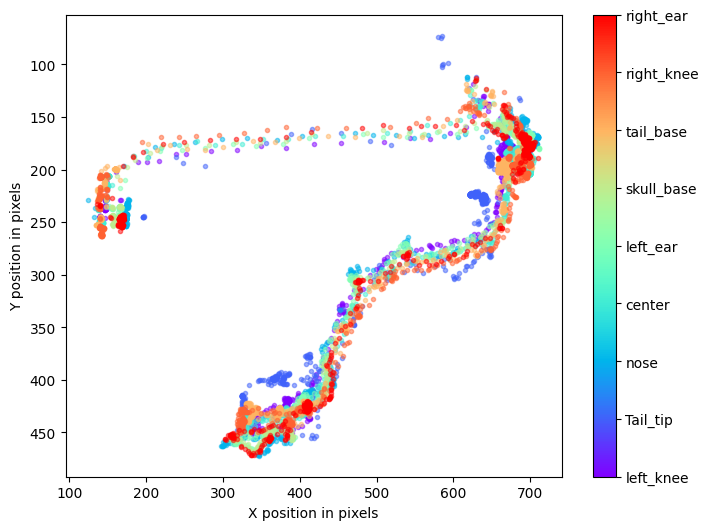 100
150
200
250
300
350
400
450
Y position in pixels
100 200 300 400 500 600 700
X position in pixels
right_ear
right_knee
tail_base
skull_base
left_ear
center
nose
Tail_tip
left_knee